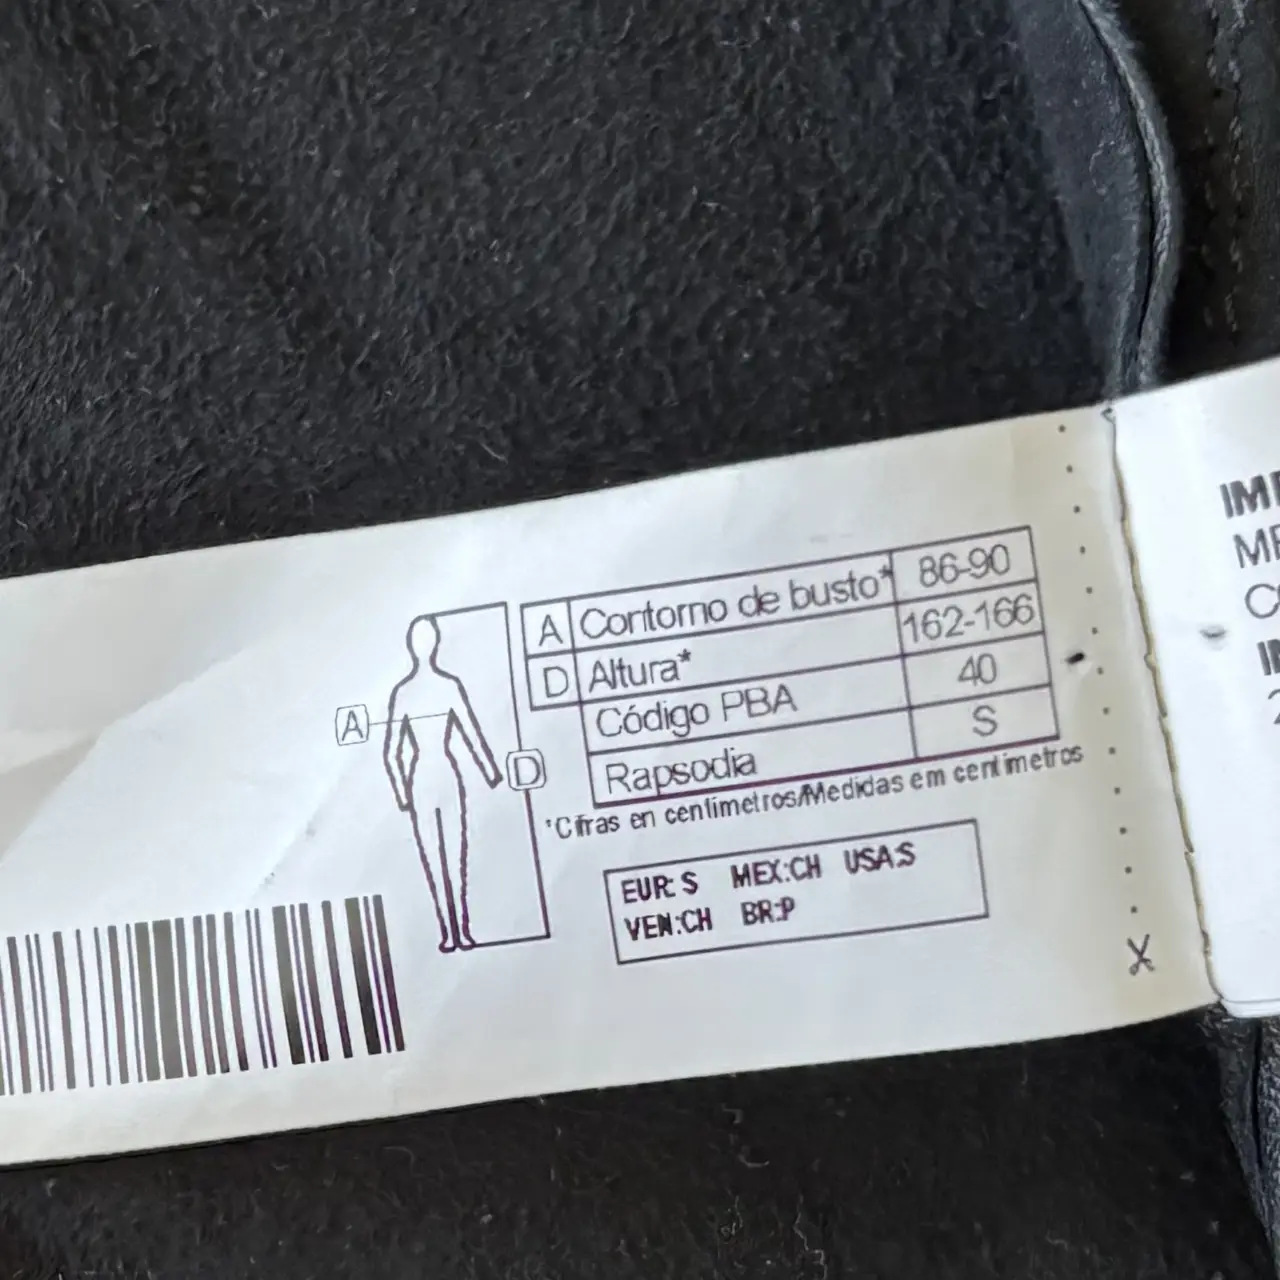 A Contorno de busto* 86-90
D Altura* 162-166
Código PBA 40
Rapsodia S
*Cifras en centímetros/Medidas em centímetros
A
D
EUR: S MEX:CH USA:S
VEN:CH BR:P